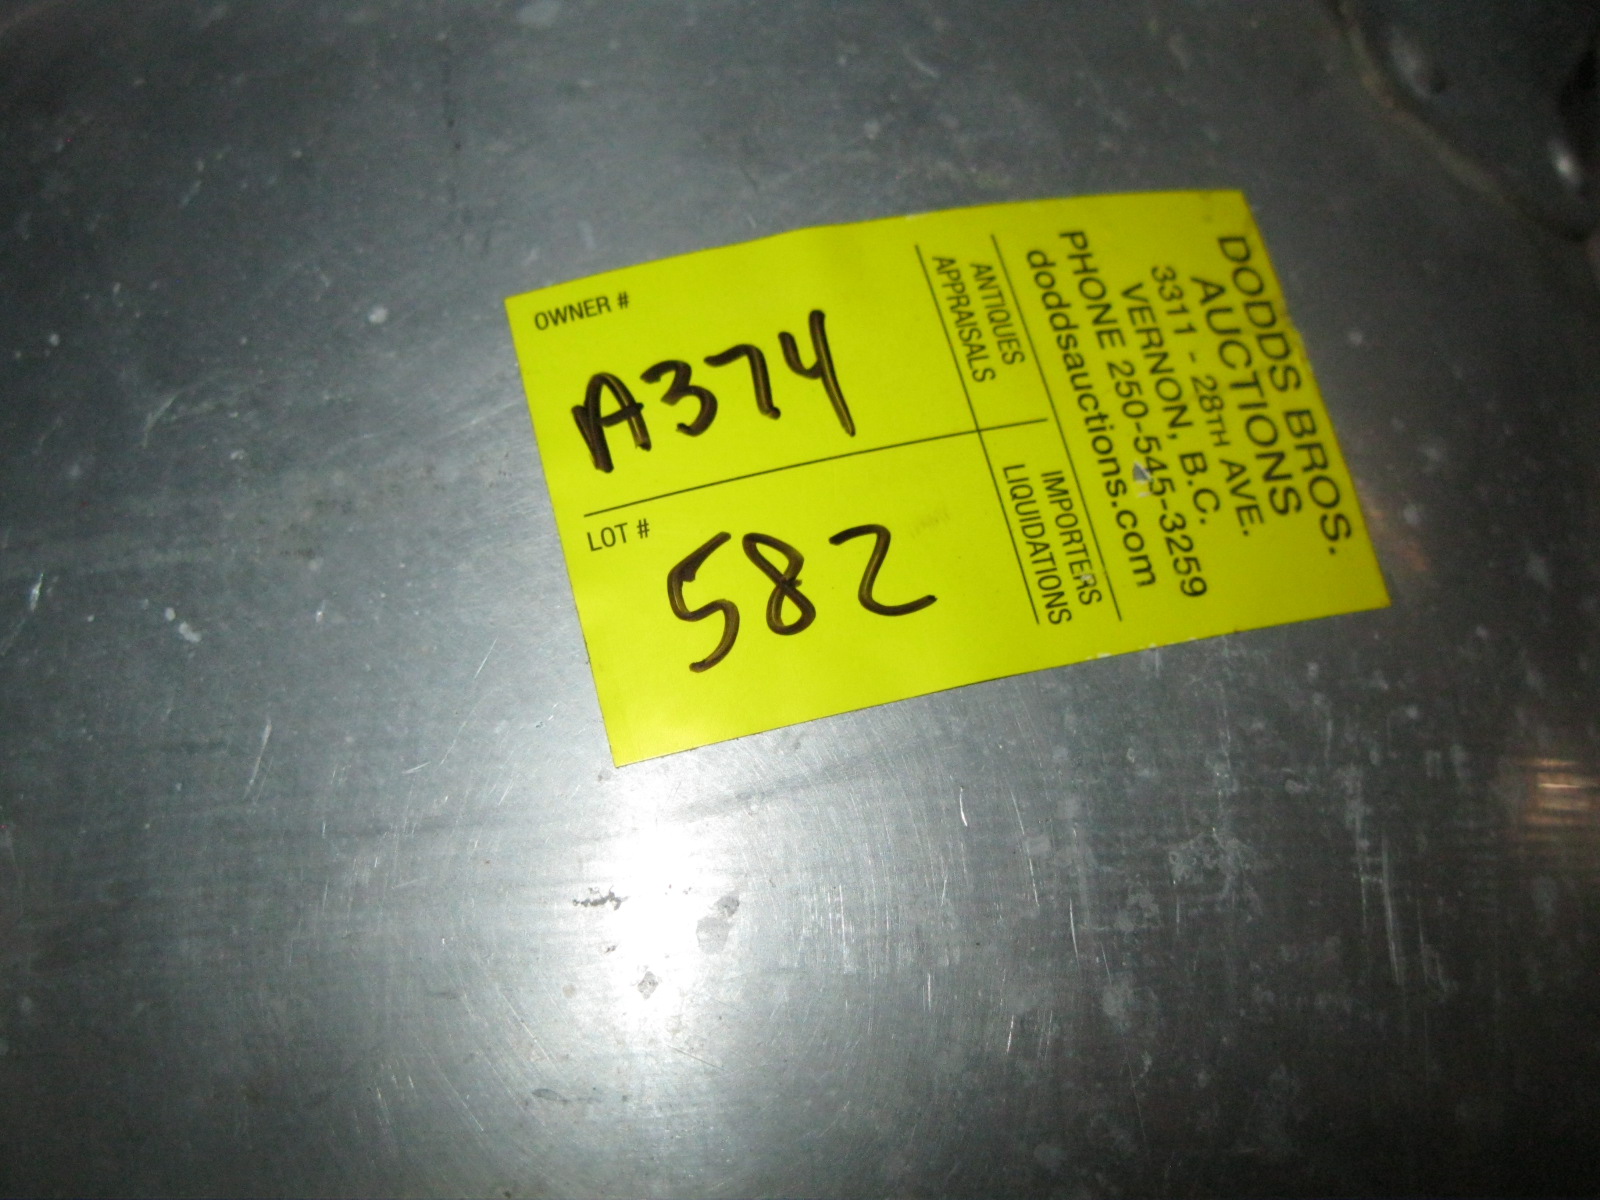 DODDS BROS.
AUCTIONS
3311 - 28TH AVE.
VERNON, B.C.
PHONE 250-545-3259
doddsauctions.com
ANTIQUES
APPRAISALS
IMPORTERS
LIQUIDATIONS
OWNER #
A374
LOT #
582